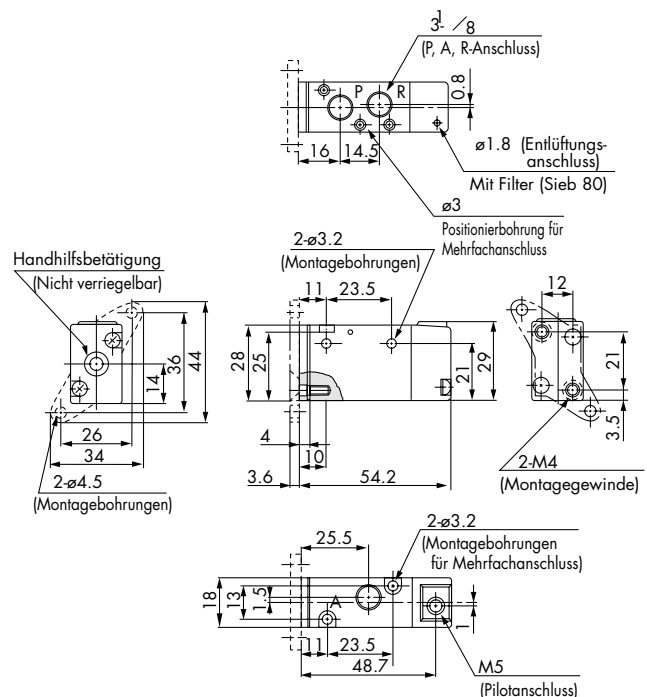 3-1/8
(P, A, R-Anschluss)
P
R
0.8
16
14.5
ø1.8 (Entlüftungs-
anschluss)
Mit Filter (Sieb 80)
ø3
Positionierbohrung für
Mehrfachanschluss
2-ø3.2
(Montagebohrungen)
Handhilfsbetätigung
(Nicht verriegelbar)
14
36
44
26
34
2-ø4.5
(Montagebohrungen)
11
23.5
28
25
21
29
4
10
3.6
54.2
12
21
3.5
2-M4
(Montagegewinde)
2-ø3.2
(Montagebohrungen
für Mehrfachanschluss)
25.5
18
13
1.5
A
1
11
23.5
48.7
M5
(Pilotanschluss)